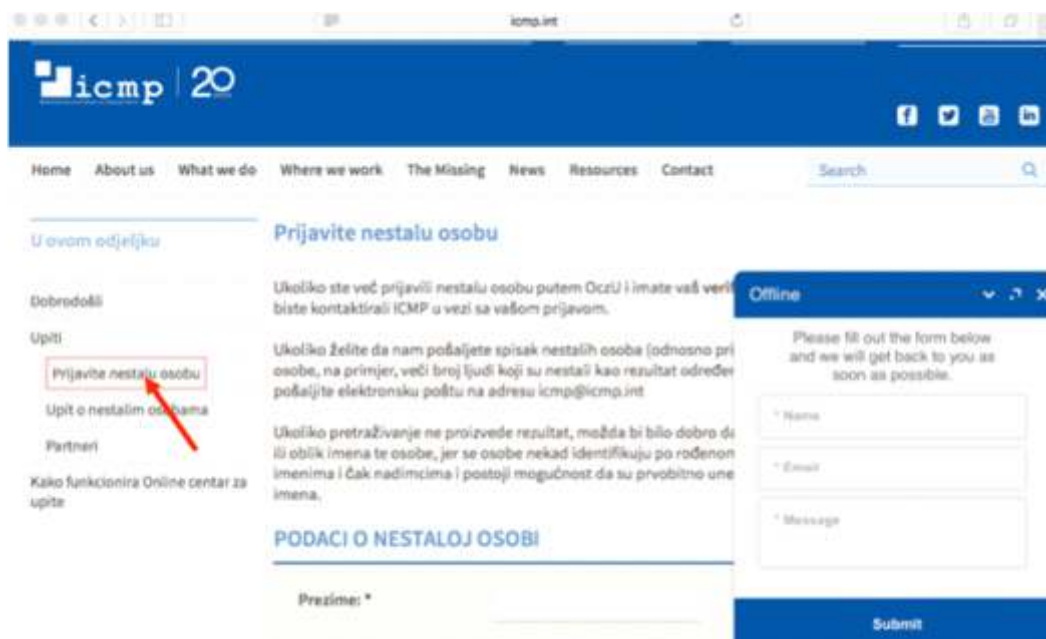 icmp.int
icmp 20
Home About us What we do Where we work The Missing News Resources Contact Search
U ovom odjeljku
Dobrodošli
Upiti
Prijavite nestalu osobu
Upit o nestalim osobama
Partneri
Kako funkcionira Online centar za
upite
Prijavite nestalu osobu
Ukoliko ste već prijavili nestalu osobu putem OczU i imate vaš verif
biste kontaktirali ICMP u vezi sa vašom prijavom.
Ukoliko želite da nam pošaljete spisak nestalih osoba (odnosno pri
osobe, na primjer, veći broj ljudi koji su nestali kao rezultat određen
pošaljite elektronsku poštu na adresu icmp@icmp.int
Ukoliko pretraživanje ne proizvede rezultat, možda bi bilo dobro da
ili oblik imena te osobe, jer se osobe nekad identifikuju po rođenom
imenima i čak nadimcima i postoji mogućnost da su prvobitno une
imena.
PODACI O NESTALOJ OSOBI
Prezime: *
Offline
Please fill out the form below
and we will get back to you as
soon as possible.
* Name
* Email
* Message
Submit